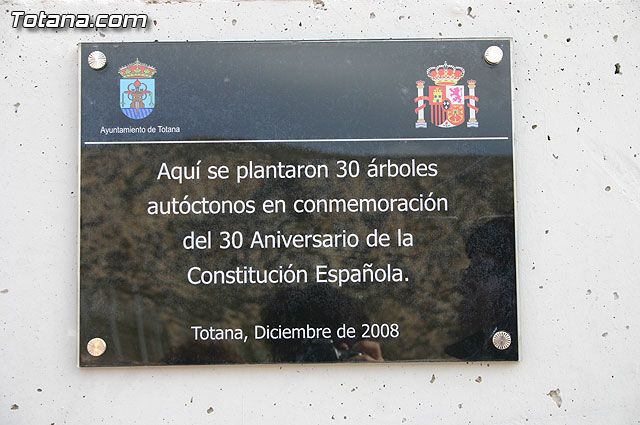 Totana.com
Ayuntamiento de Totana
Aquí se plantaron 30 árboles
autóctonos en conmemoración
del 30 Aniversario de la
Constitución Española.
Totana, Diciembre de 2008